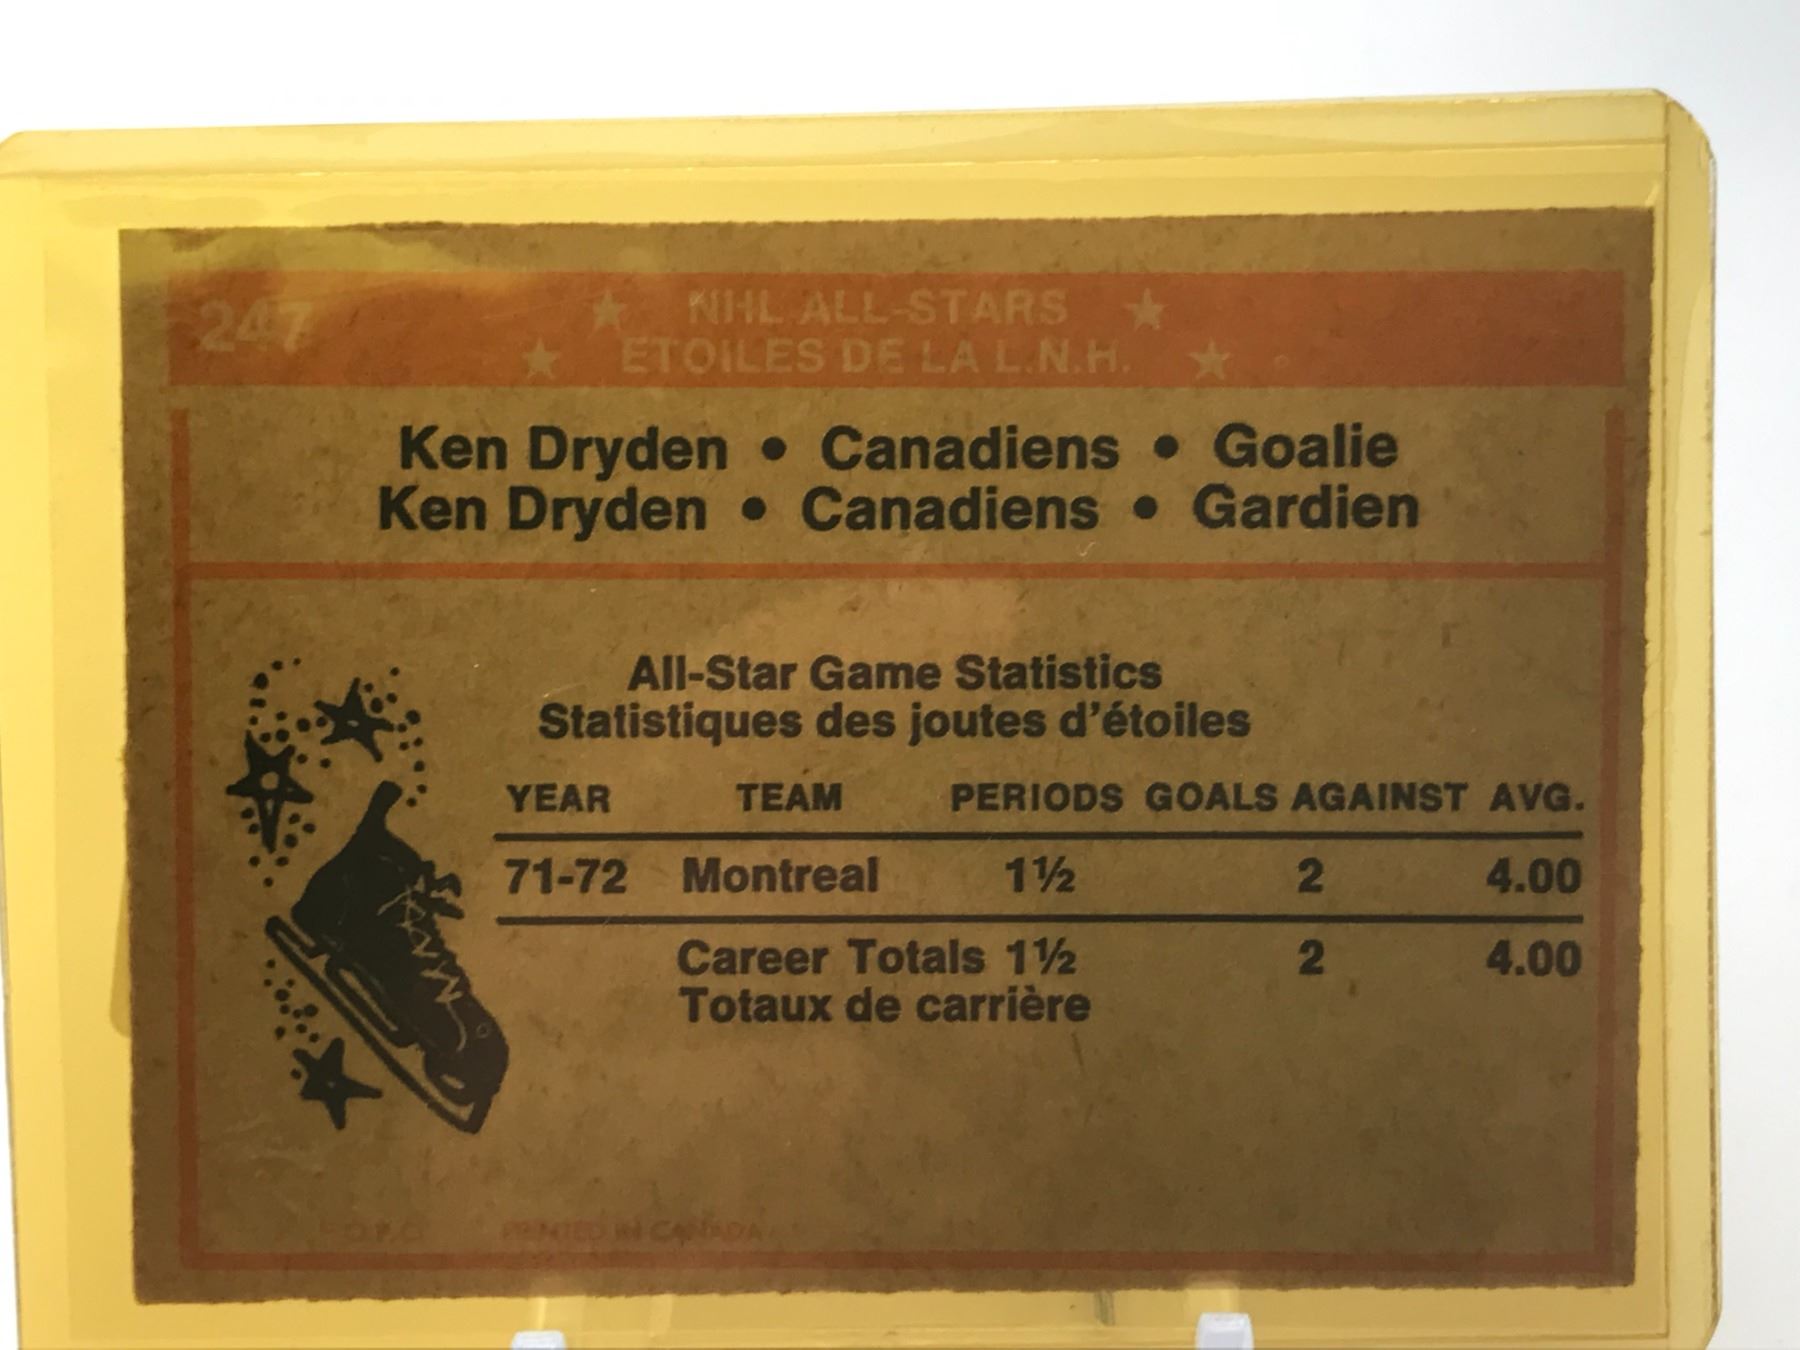 247
NHL ALL-STARS
ETOILES DE LA L.N.H.
Ken Dryden • Canadiens • Goalie
Ken Dryden • Canadiens • Gardien
All-Star Game Statistics
Statistiques des joutes d'étoiles
YEAR TEAM PERIODS GOALS AGAINST AVG.
71-72 Montreal 1½ 2 4.00
Career Totals 1½ 2 4.00
Totaux de carrière
O.P.C. PRINTED IN CANADA